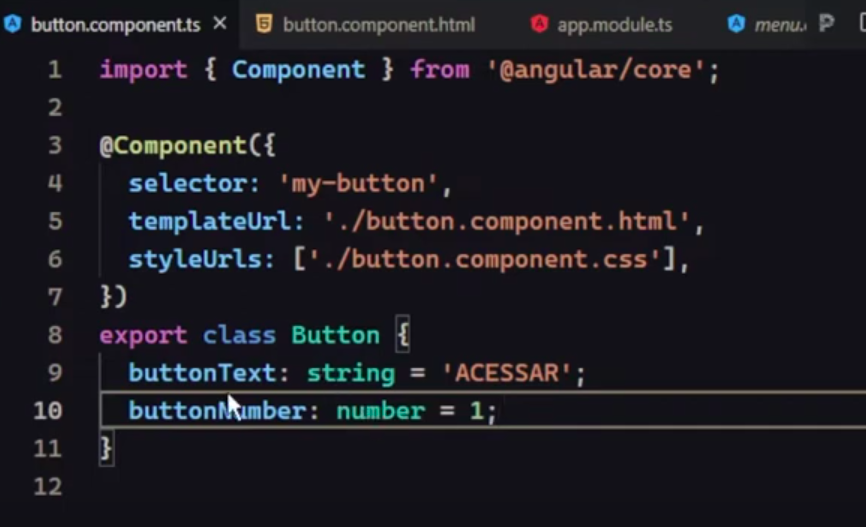 button.component.ts × button.component.html app.module.ts menu.
1 import { Component } from '@angular/core';
2
3 @Component({
4 selector: 'my-button',
5 templateUrl: './button.component.html',
6 styleUrls: ['./button.component.css'],
7 })
8 export class Button {
9 buttonText: string = 'ACESSAR';
10 buttonNumber: number = 1;
11 }
12